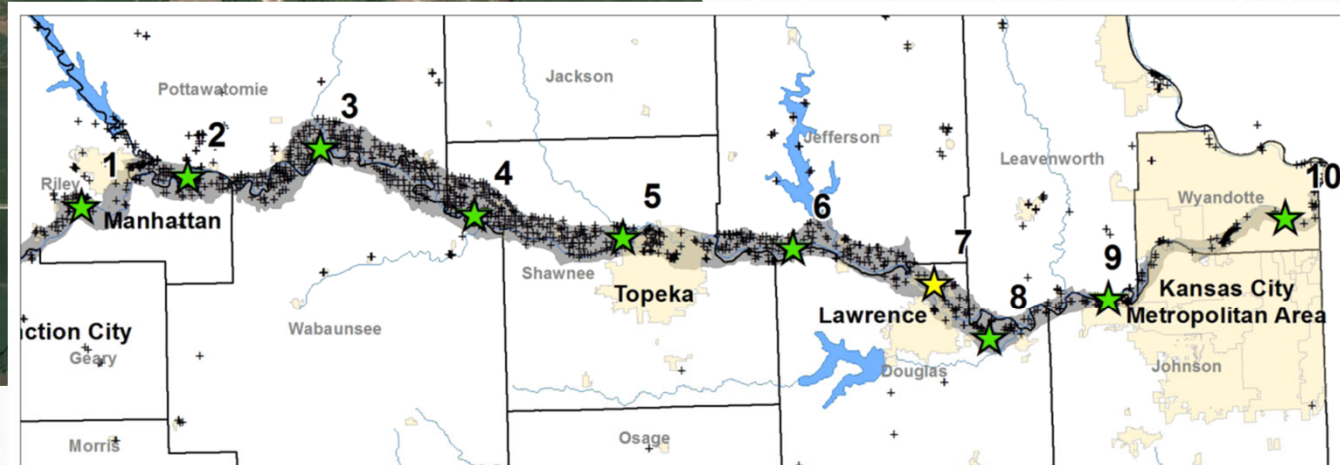 Jackson
Pottawatomie
3
2
Jefferson
1
4
Leavenworth
10
Riley
Wyandotte
Manhattan
5
6
7
9
Shawnee
8
Topeka
Kansas City
Lawrence
Metropolitan Area
Wabaunsee
ction City
Geary
Johnson
Douglas
Osage
Morris